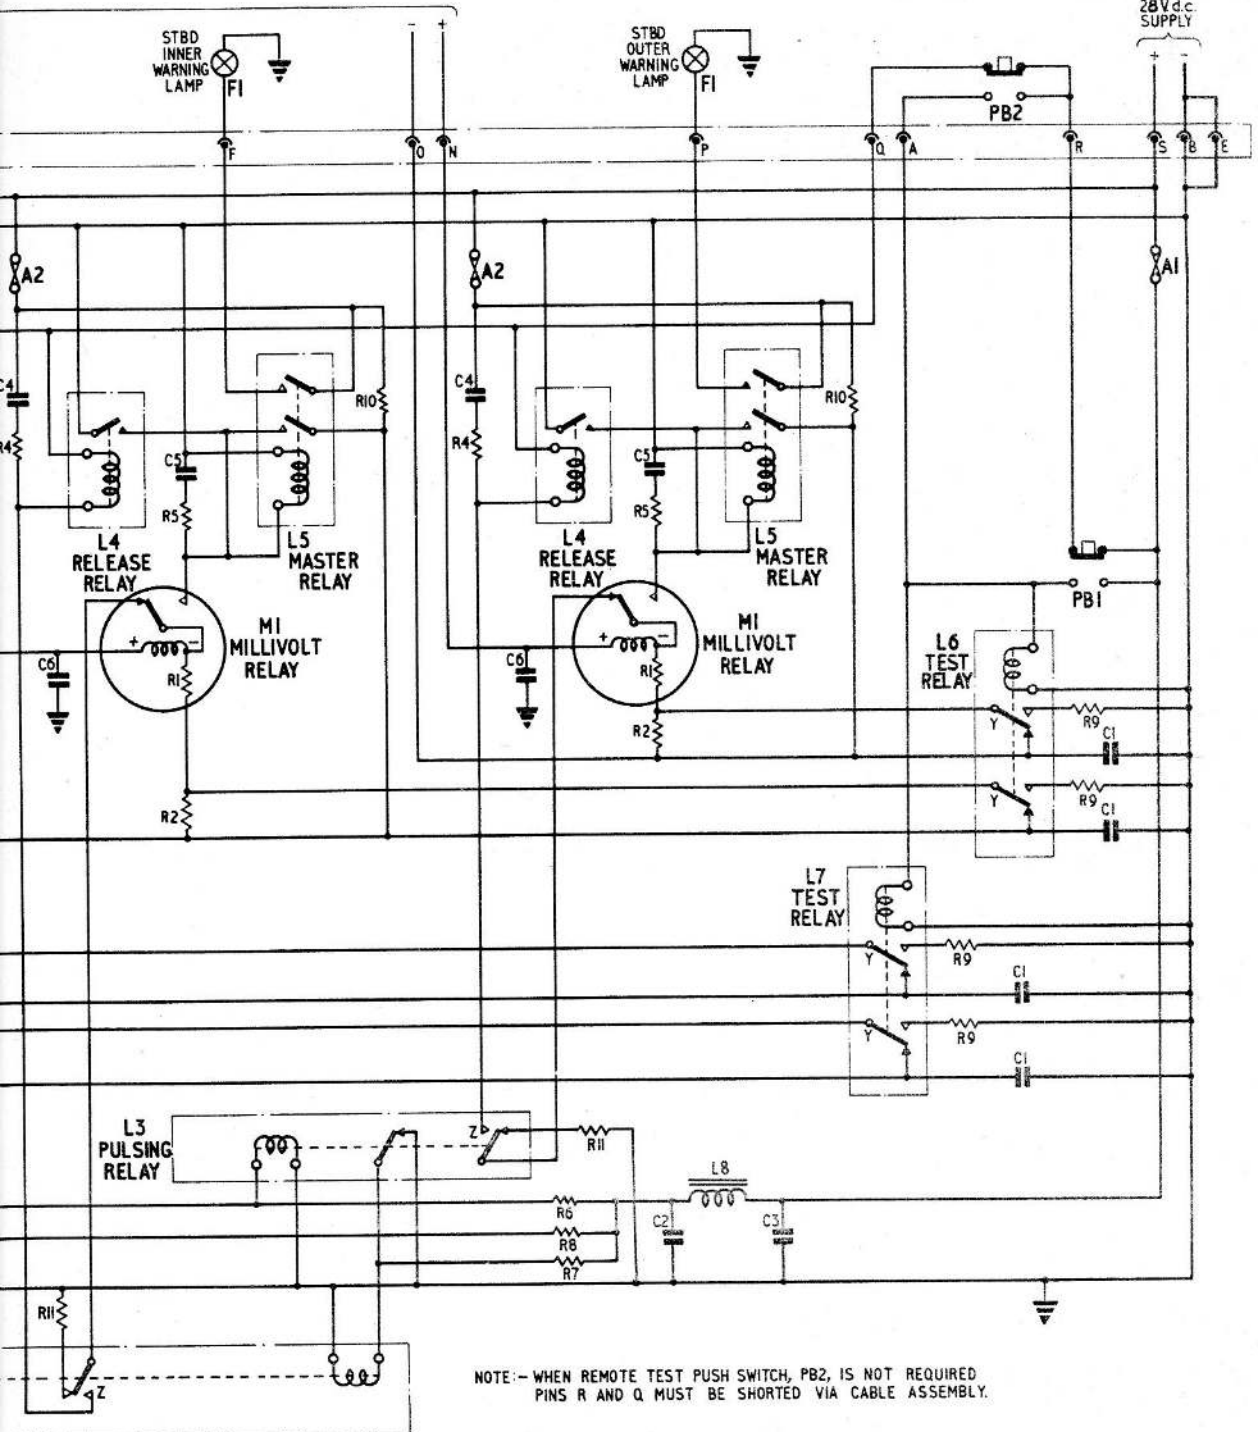 28V.d.c.
SUPPLY
+ -
STBD
INNER
WARNING
LAMP
F1
- +
STBD
OUTER
WARNING
LAMP
F1
PB2
F
O
N
P
Q
A
R
S
B
E
A2
A2
A1
C4
R4
C5
R5
R10
C4
R4
C5
R5
R10
L4
RELEASE
RELAY
L5
MASTER
RELAY
L4
RELEASE
RELAY
L5
MASTER
RELAY
PB1
M1
MILLIVOLT
RELAY
+ -
R1
C6
R2
M1
MILLIVOLT
RELAY
+ -
R1
C6
R2
L6
TEST
RELAY
Y
R9
C1
Y
R9
C1
L7
TEST
RELAY
Y
R9
C1
Y
R9
C1
L3
PULSING
RELAY
Z
R11
L8
R6
R8
R7
C2
C3
R11
Z
NOTE:- WHEN REMOTE TEST PUSH SWITCH, PB2, IS NOT REQUIRED
PINS R AND Q MUST BE SHORTED VIA CABLE ASSEMBLY.